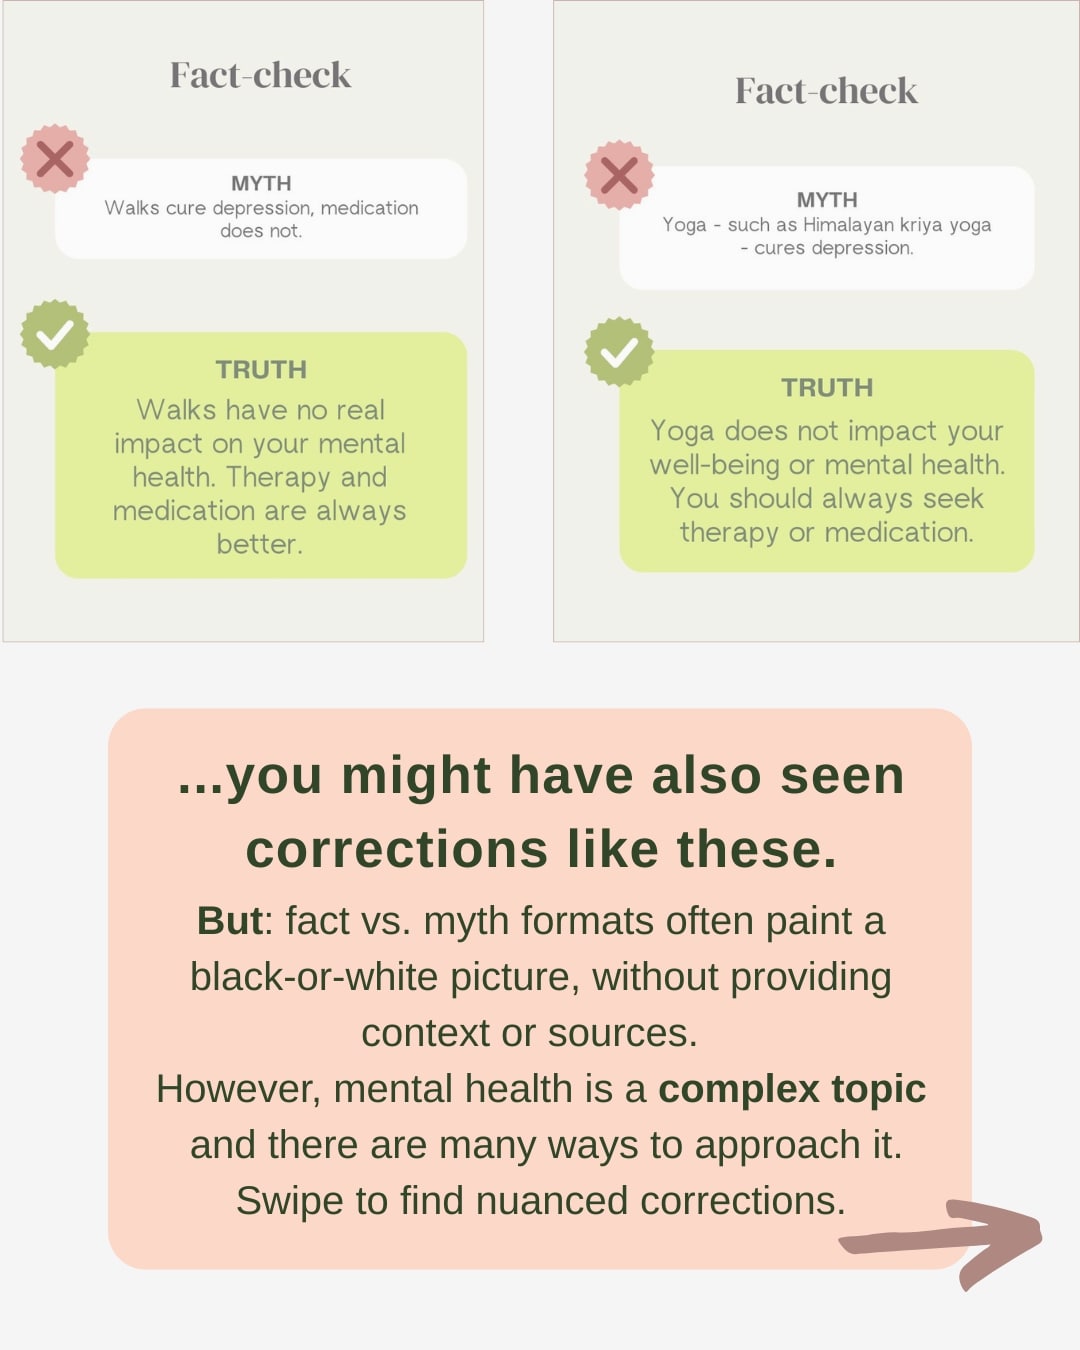 Fact-check
MYTH
Walks cure depression, medication
does not.
TRUTH
Walks have no real
impact on your mental
health. Therapy and
medication are always
better.
Fact-check
MYTH
Yoga - such as Himalayan kriya yoga
- cures depression.
TRUTH
Yoga does not impact your
well-being or mental health.
You should always seek
therapy or medication.
...you might have also seen
corrections like these.
But: fact vs. myth formats often paint a
black-or-white picture, without providing
context or sources.
However, mental health is a complex topic
and there are many ways to approach it.
Swipe to find nuanced corrections.